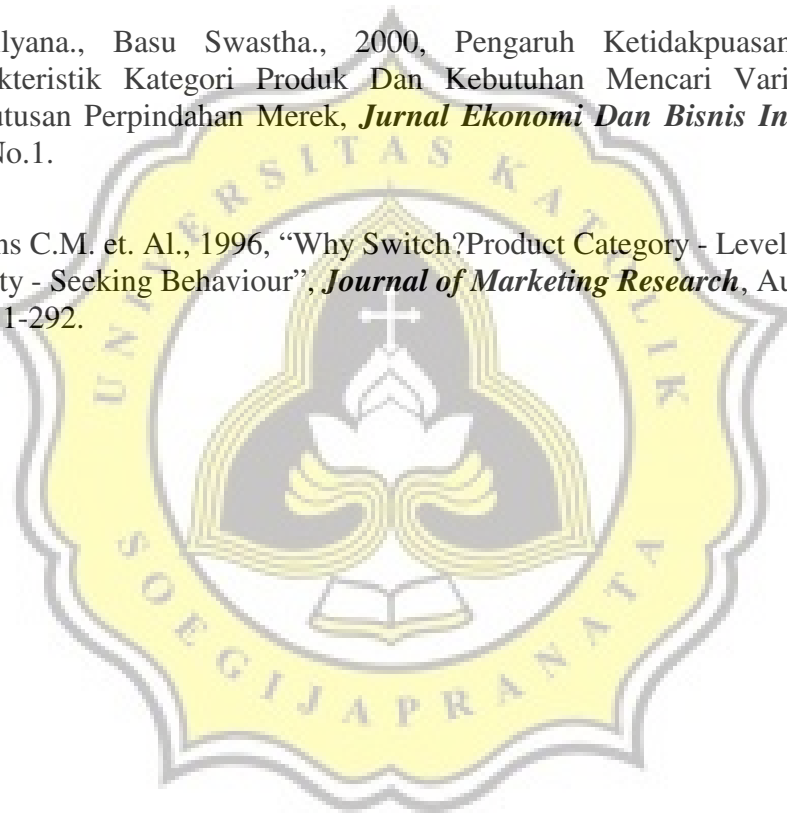 lyana., Basu Swastha., 2000, Pengaruh Ketidakpuasan
kteristik Kategori Produk Dan Kebutuhan Mencari Vari
utusan Perpindahan Merek, Jurnal Ekonomi Dan Bisnis In
No.1.
ns C.M. et. Al., 1996, “Why Switch?Product Category - Level
ty - Seeking Behaviour”, Journal of Marketing Research, Au
1-292.
UNIVERSITAS KATOLIK
SOEGIJAPRANATA